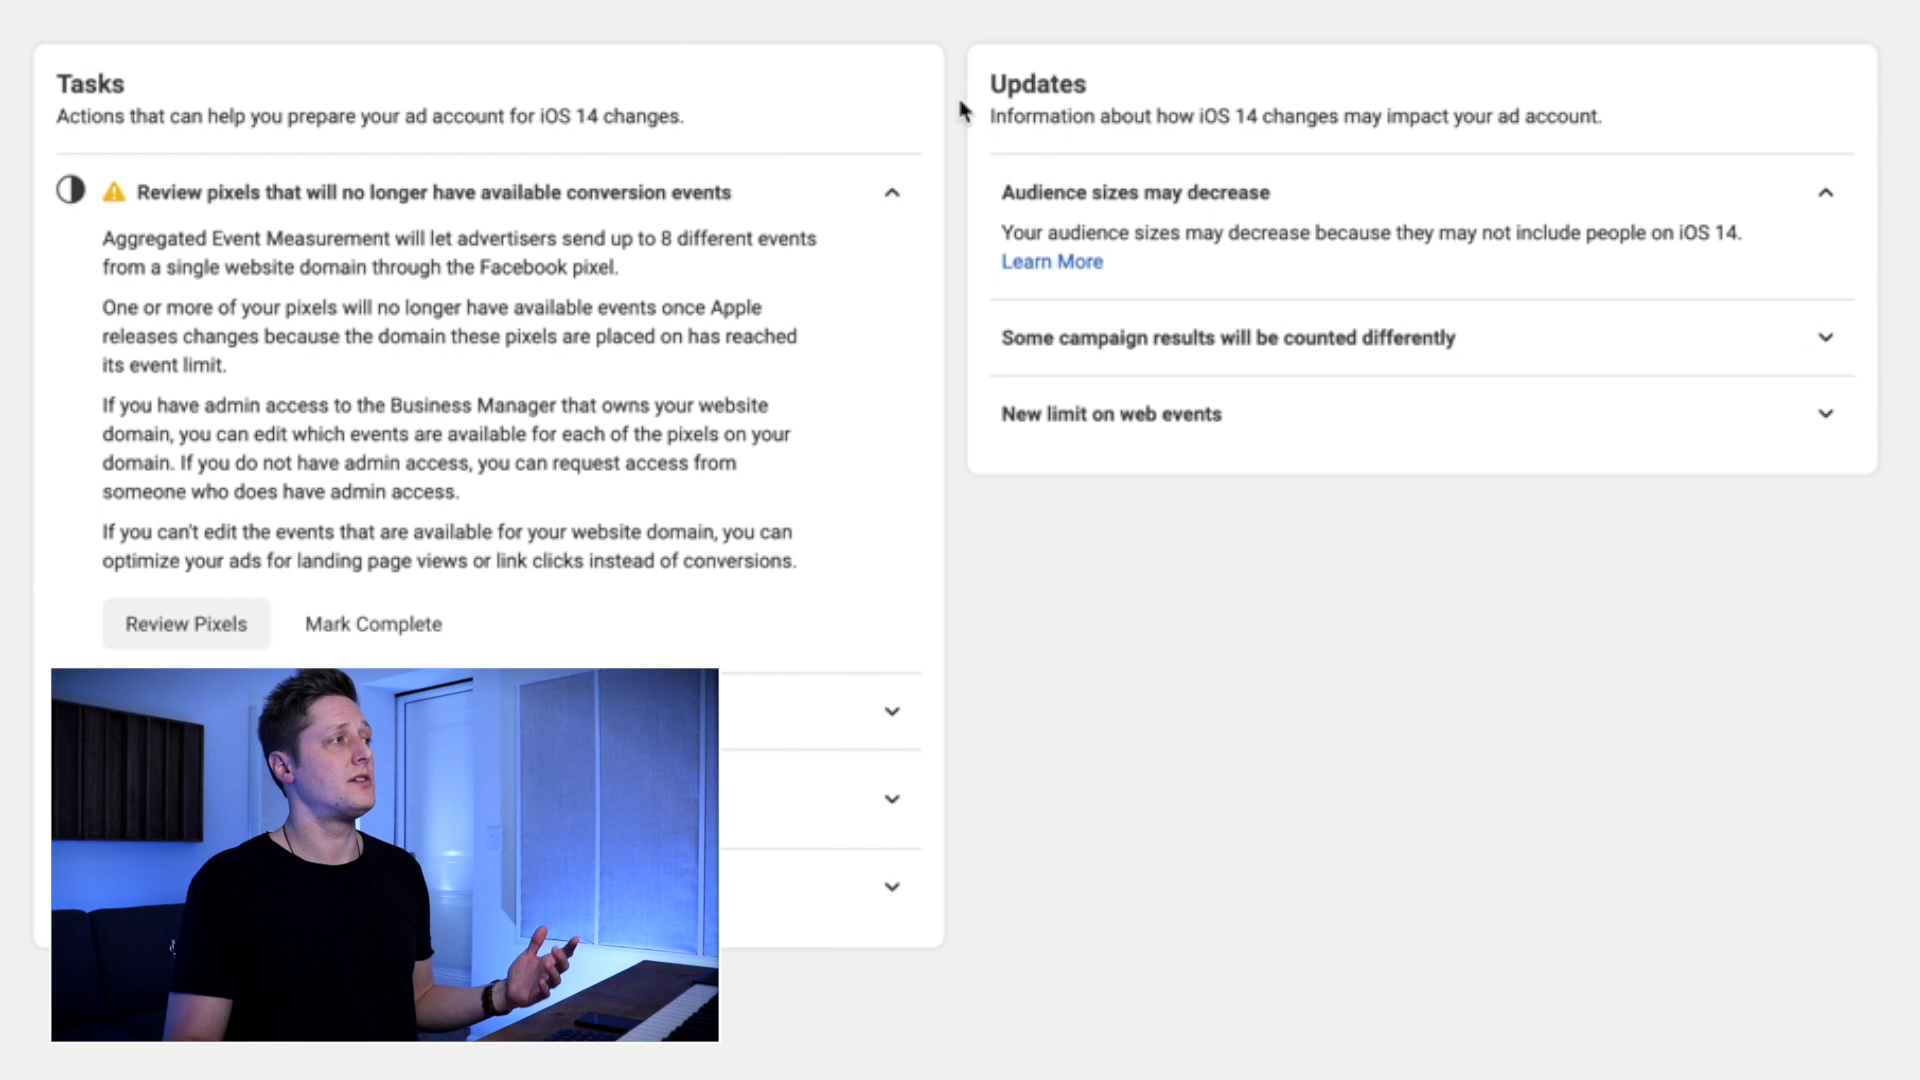 Tasks
Actions that can help you prepare your ad account for iOS 14 changes.
Review pixels that will no longer have available conversion events
Aggregated Event Measurement will let advertisers send up to 8 different events
from a single website domain through the Facebook pixel.
One or more of your pixels will no longer have available events once Apple
releases changes because the domain these pixels are placed on has reached
its event limit.
If you have admin access to the Business Manager that owns your website
domain, you can edit which events are available for each of the pixels on your
domain. If you do not have admin access, you can request access from
someone who does have admin access.
If you can't edit the events that are available for your website domain, you can
optimize your ads for landing page views or link clicks instead of conversions.
Review Pixels
Mark Complete
Updates
Information about how iOS 14 changes may impact your ad account.
Audience sizes may decrease
Your audience sizes may decrease because they may not include people on iOS 14.
Learn More
Some campaign results will be counted differently
New limit on web events